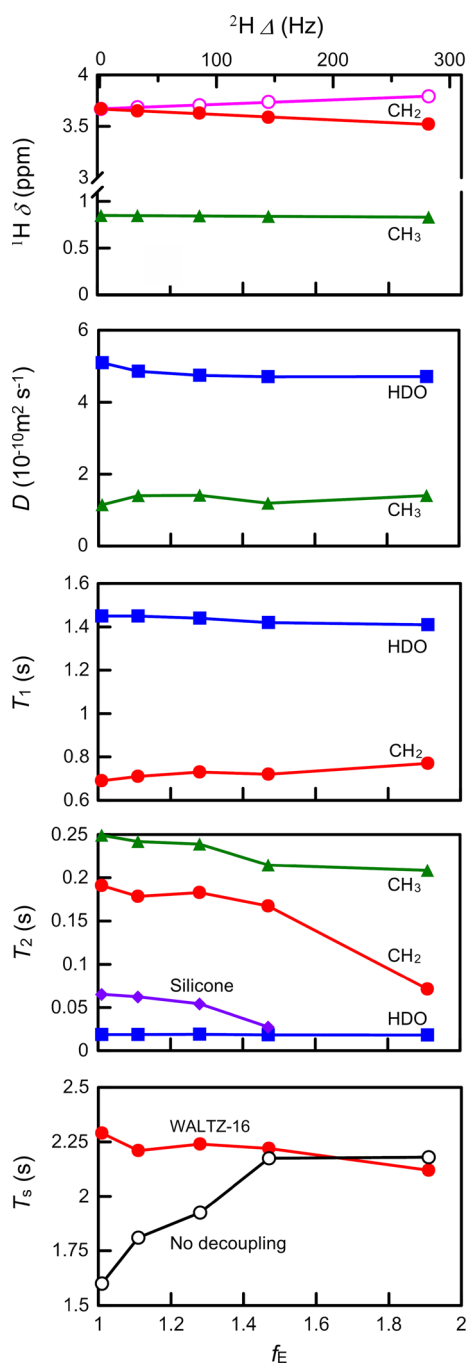 ²H Δ (Hz)
0 100 200 300
4
3.5
3
1
0.5
0
¹H δ (ppm)
CH₂
CH₃
6
4
2
0
D (10⁻¹⁰m² s⁻¹)
HDO
CH₃
1.6
1.4
1.2
1
0.8
0.6
T₁ (s)
HDO
CH₂
0.25
0.2
0.15
0.1
0.05
0
T₂ (s)
CH₃
CH₂
Silicone
HDO
2.5
2.25
2
1.75
1.5
Tₛ (s)
WALTZ-16
No decoupling
1 1.2 1.4 1.6 1.8 2
f_E